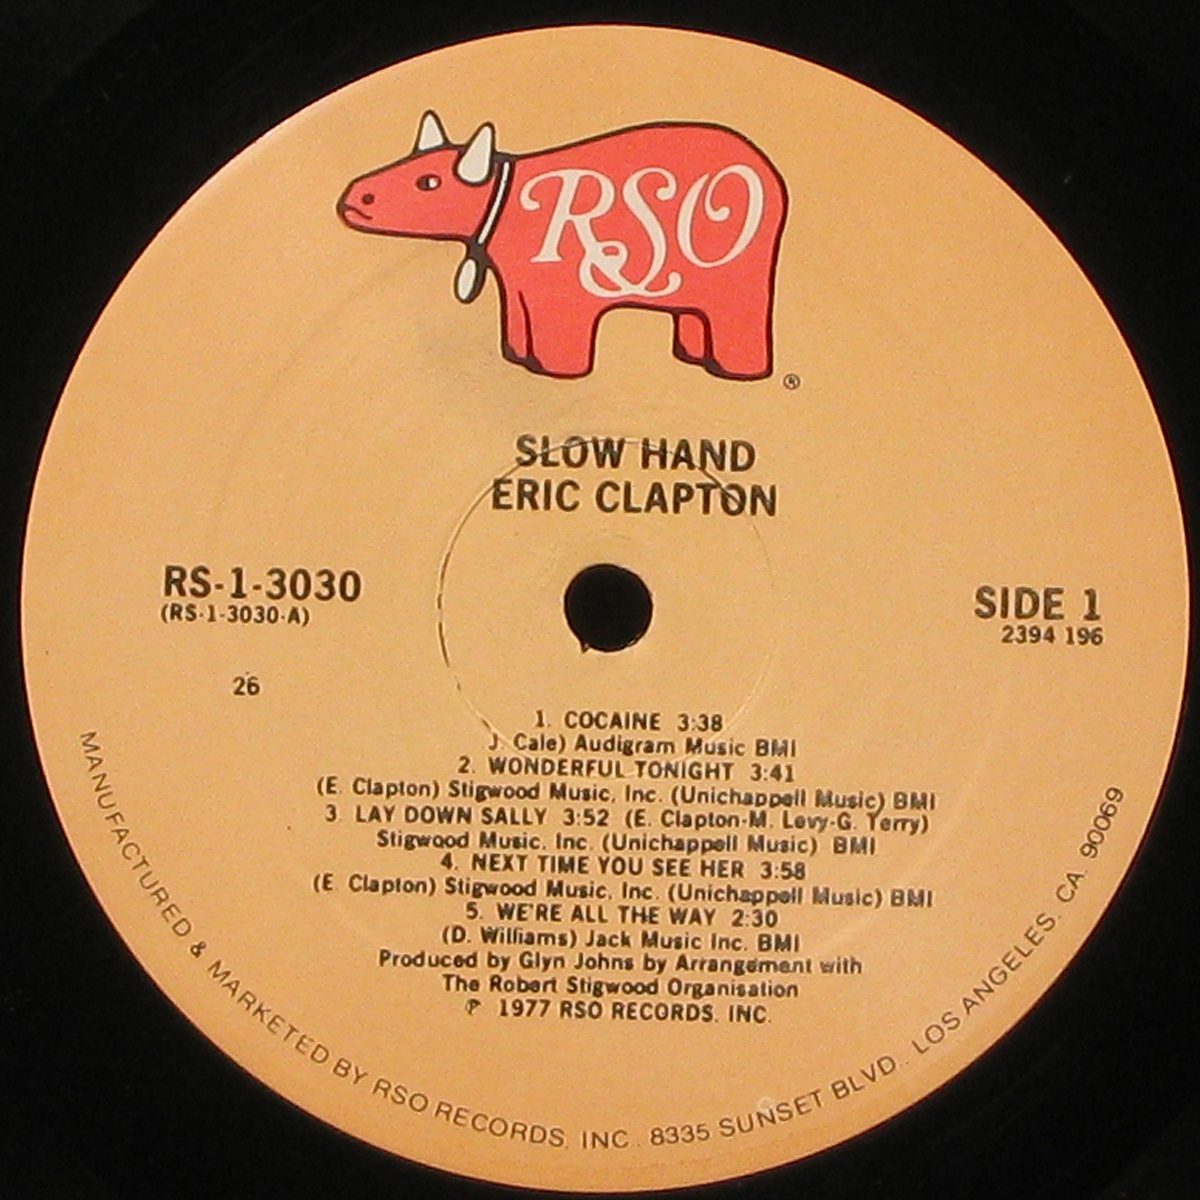 RSO
®
SLOW HAND
ERIC CLAPTON
RS-1-3030
(RS-1-3030-A)
SIDE 1
2394 196
26
1. COCAINE 3:38
J. Cale) Audigram Music BMI
2. WONDERFUL TONIGHT 3:41
(E. Clapton) Stigwood Music, Inc. (Unichappell Music) BMI
3. LAY DOWN SALLY 3:52 (E. Clapton-M. Levy-G. Terry)
Stigwood Music, Inc. (Unichappell Music) BMI
4. NEXT TIME YOU SEE HER 3:58
(E. Clapton) Stigwood Music, Inc. (Unichappell Music) BMI
5. WE'RE ALL THE WAY 2:30
(D. Williams) Jack Music Inc. BMI
Produced by Glyn Johns by Arrangement with
The Robert Stigwood Organisation
℗ 1977 RSO RECORDS, INC.
MANUFACTURED & MARKETED BY RSO RECORDS, INC. 8335 SUNSET BLVD., LOS ANGELES, CA. 90069